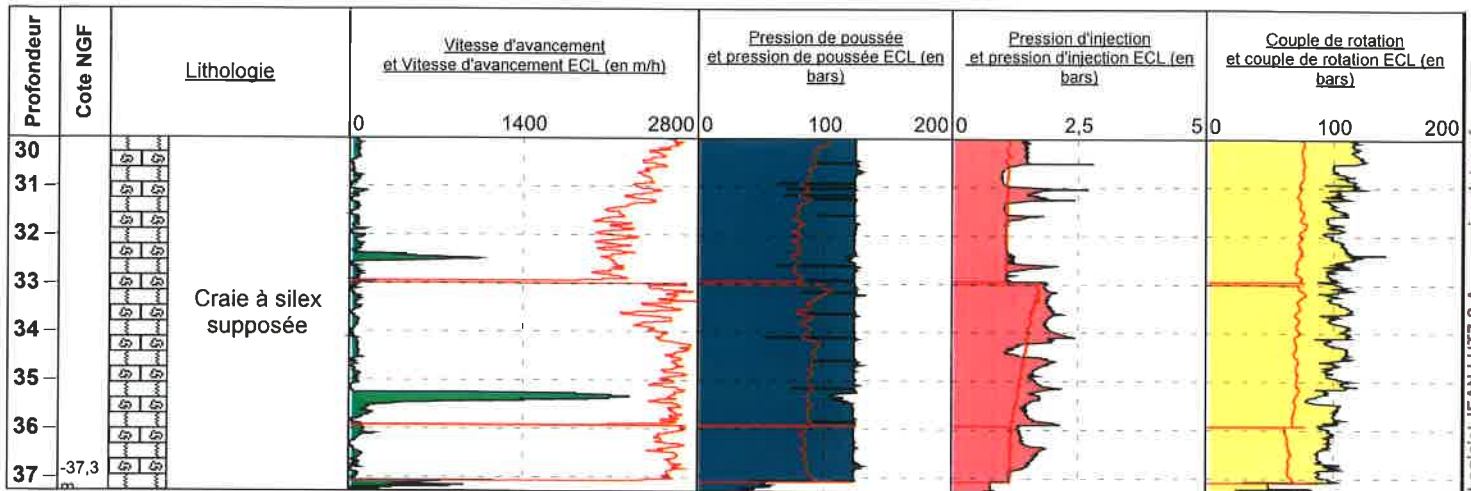 Profondeur
Cote NGF
Lithologie
Vitesse d'avancement
et Vitesse d'avancement ECL (en m/h)
Pression de poussée
et pression de poussée ECL (en
bars)
Pression d'injection
et pression d'injection ECL (en
bars)
Couple de rotation
et couple de rotation ECL (en
bars)
0 1400 2800
0 100 200
0 2,5 5
0 100 200
30
31
32
33
34
35
36
37
Craie à silex
supposée
-37,3
m